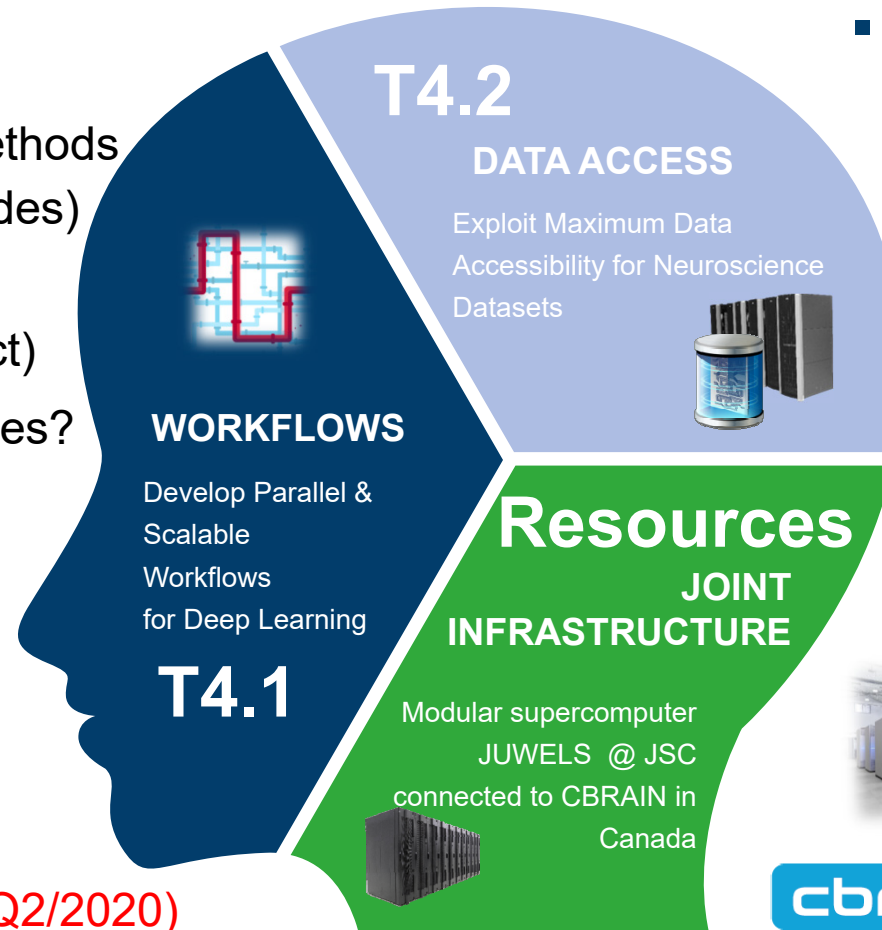 T4.2
DATA ACCESS
Exploit Maximum Data
Accessibility for Neuroscience
Datasets
ethods
des)
ct)
es?
WORKFLOWS
Develop Parallel &
Scalable
Workflows
for Deep Learning
T4.1
Resources
JOINT
INFRASTRUCTURE
Modular supercomputer
JUWELS @ JSC
connected to CBRAIN in
Canada
Q2/2020)
cbr